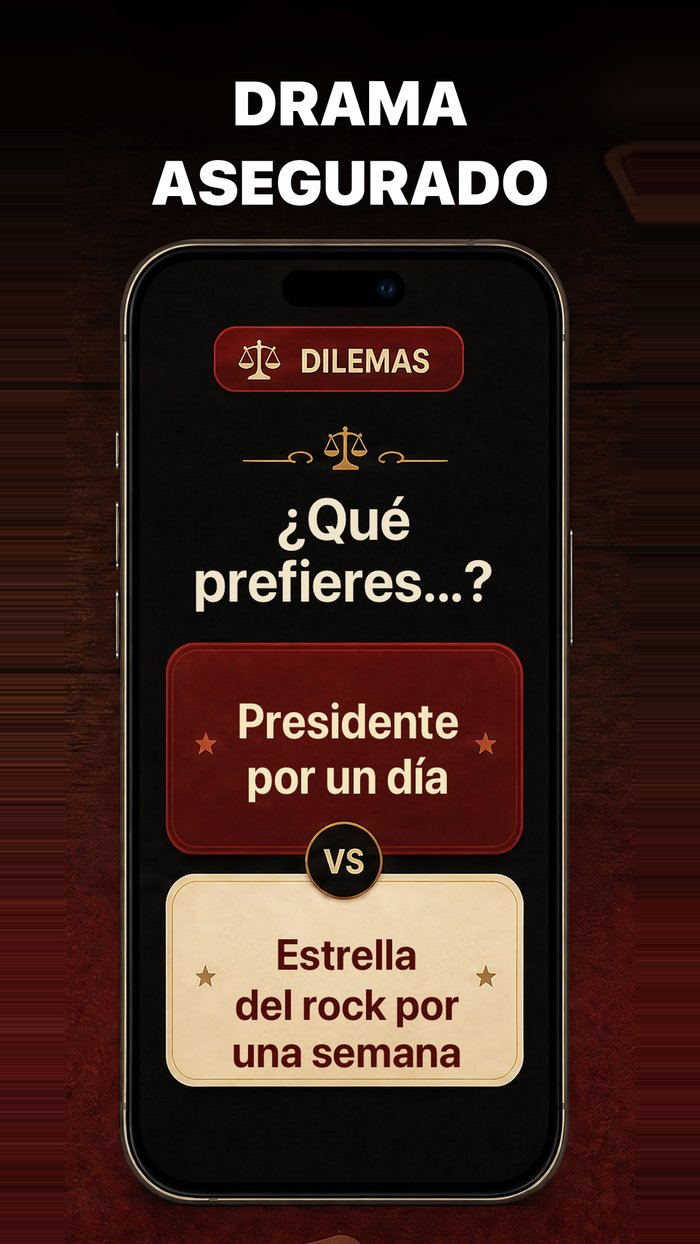 DRAMA
ASEGURADO
DILEMAS
¿Qué
prefieres...?
Presidente
por un día
VS
Estrella
del rock por
una semana